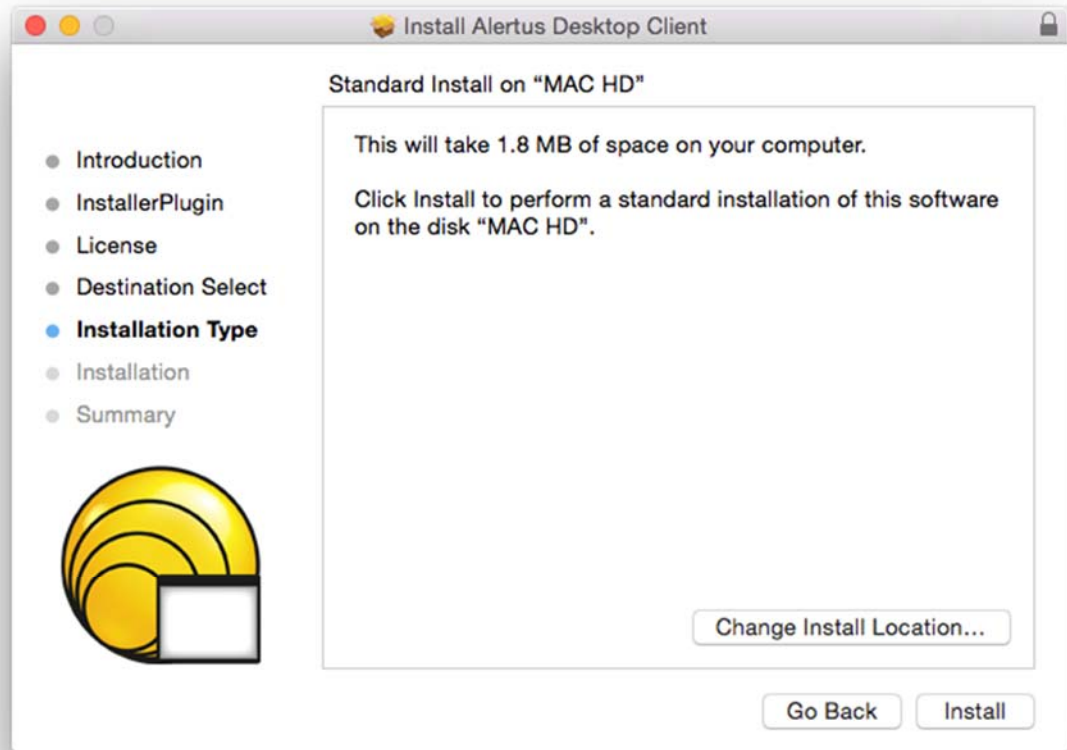 Install Alertus Desktop Client
Standard Install on “MAC HD”
Introduction
InstallerPlugin
License
Destination Select
Installation Type
Installation
Summary
This will take 1.8 MB of space on your computer.
Click Install to perform a standard installation of this software
on the disk “MAC HD”.
Change Install Location...
Go Back
Install